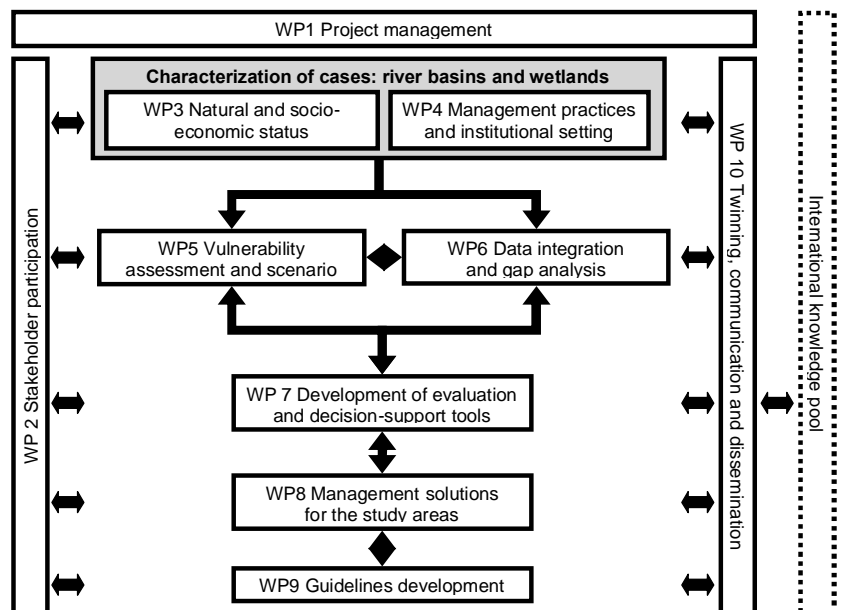 WP1 Project management
Characterization of cases: river basins and wetlands
WP3 Natural and socio-
economic status
WP4 Management practices
and institutional setting
WP5 Vulnerability
assessment and scenario
WP6 Data integration
and gap analysis
WP 7 Development of evaluation
and decision-support tools
WP8 Management solutions
for the study areas
WP9 Guidelines development
WP 2 Stakeholder participation
WP 10 Twinning, communication and dissemination
International knowledge pool